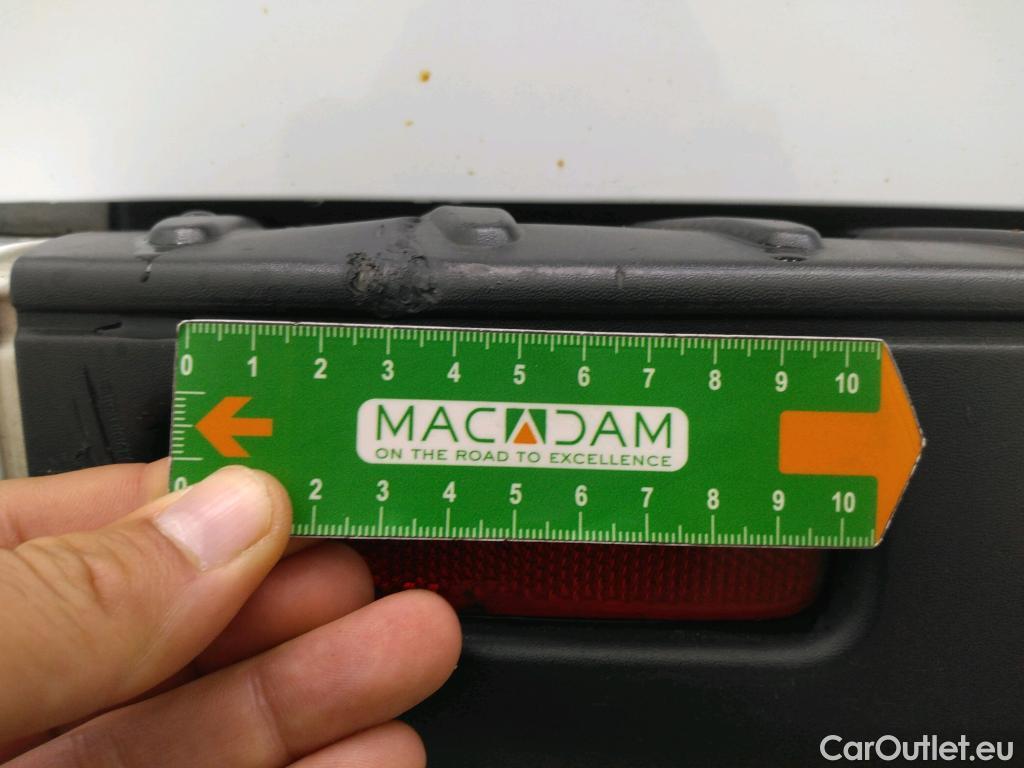 0 1 2 3 4 5 6 7 8 9 10
MACADAM
ON THE ROAD TO EXCELLENCE
0 2 3 4 5 6 7 8 9 10
CarOutlet.eu